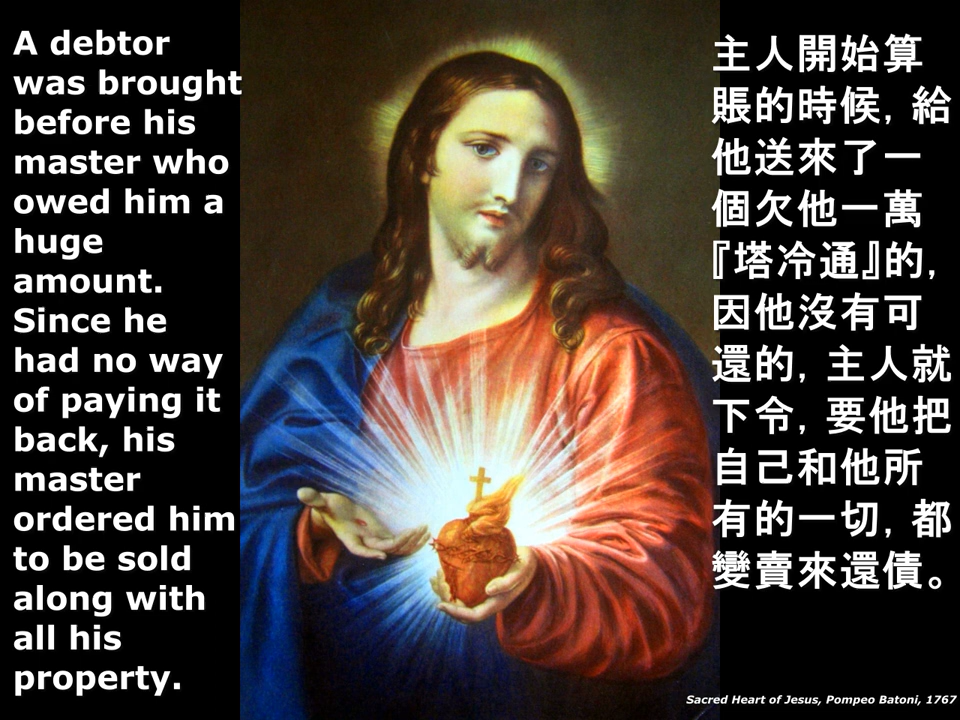 A debtor
was brought
before his
master who
owed him a
huge
amount.
Since he
had no way
of paying it
back, his
master
ordered him
to be sold
along with
all his
property.
主人開始算
賬的時候，給
他送來了一
個欠他一萬
『塔冷通』的，
因他沒有可
還的，主人就
下令，要他把
自己和他所
有的一切，都
變賣來還債。
Sacred Heart of Jesus, Pompeo Batoni, 1767